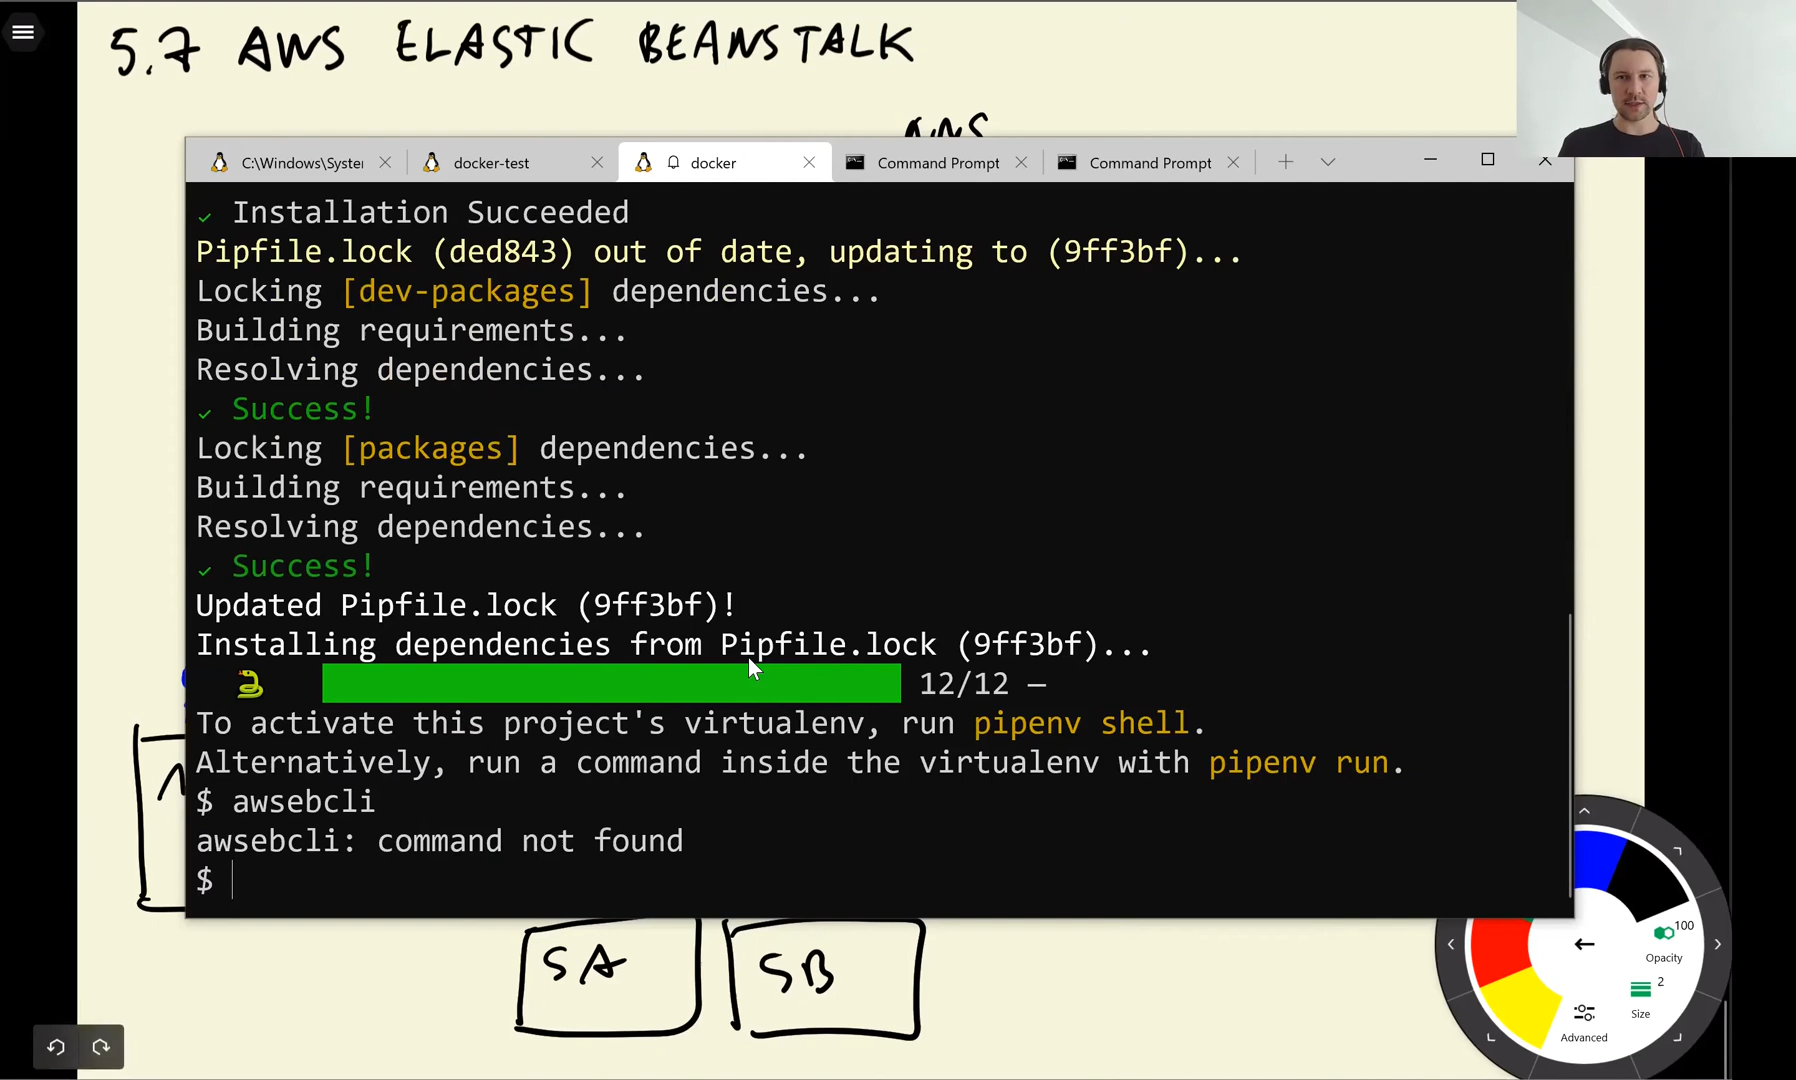 5.7 AWS ELASTIC BEANSTALK
C:\Windows\Syster
docker-test
docker
Command Prompt
Command Prompt
✓ Installation Succeeded
Pipfile.lock (ded843) out of date, updating to (9ff3bf)...
Locking [dev-packages] dependencies...
Building requirements...
Resolving dependencies...
✓ Success!
Locking [packages] dependencies...
Building requirements...
Resolving dependencies...
✓ Success!
Updated Pipfile.lock (9ff3bf)!
Installing dependencies from Pipfile.lock (9ff3bf)...
12/12 —
To activate this project's virtualenv, run pipenv shell.
Alternatively, run a command inside the virtualenv with pipenv run.
$ awsebcli
awsebcli: command not found
$
SA
SB
100
Opacity
2
Size
Advanced